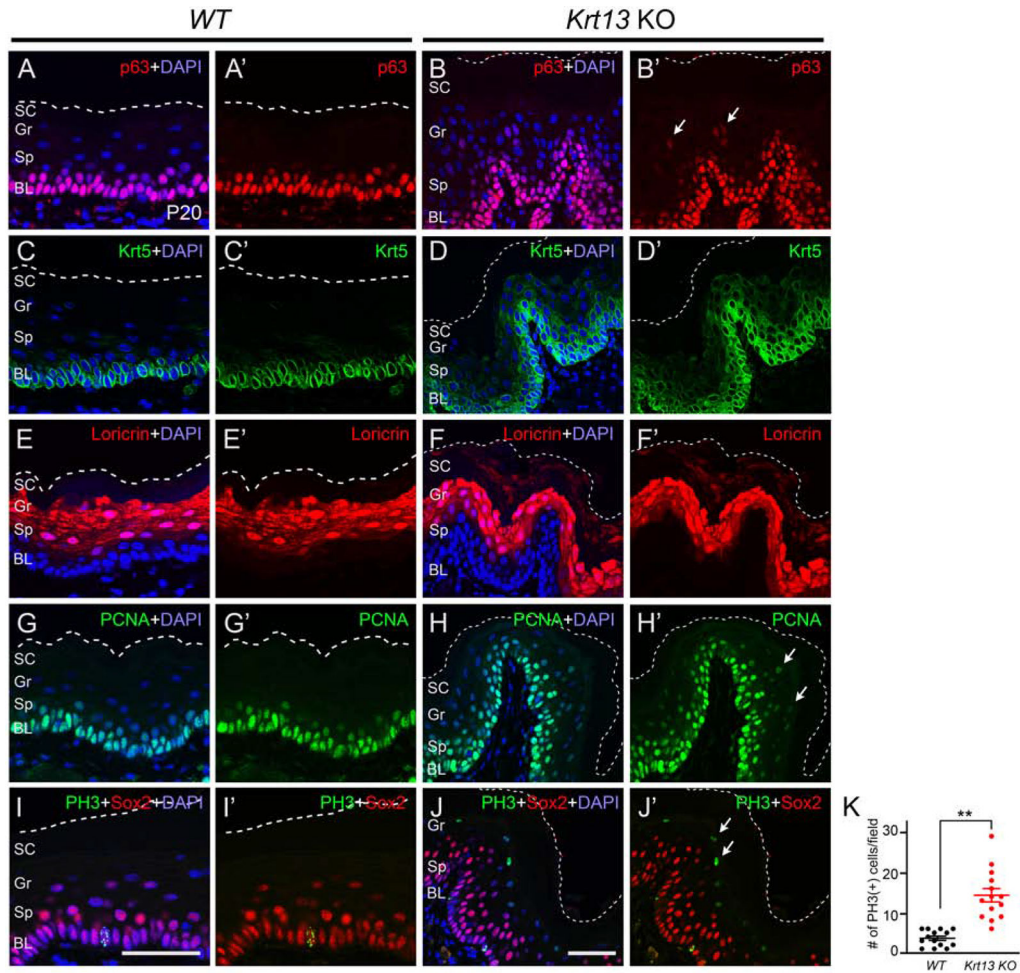 WT Krt13 KO
A p63+DAPI A' p63 B p63+DAPI B' p63
SC SC
Gr Gr
Sp Sp
BL BL
P20
C Krt5+DAPI C' Krt5 D Krt5+DAPI D' Krt5
SC SC
Gr Gr
Sp Sp
BL BL
E Loricrin+DAPI E' Loricrin F Loricrin+DAPI F' Loricrin
SC SC
Gr Gr
Sp Sp
BL BL
G PCNA+DAPI G' PCNA H PCNA+DAPI H' PCNA
SC SC
Gr Gr
Sp Sp
BL BL
I PH3+Sox2+DAPI I' PH3+Sox2 J PH3+Sox2+DAPI J' PH3+Sox2 K
SC Gr
Gr Sp
Sp BL
BL
# of PH3(+) cells/field
**
30
20
10
0
WT Krt13 KO